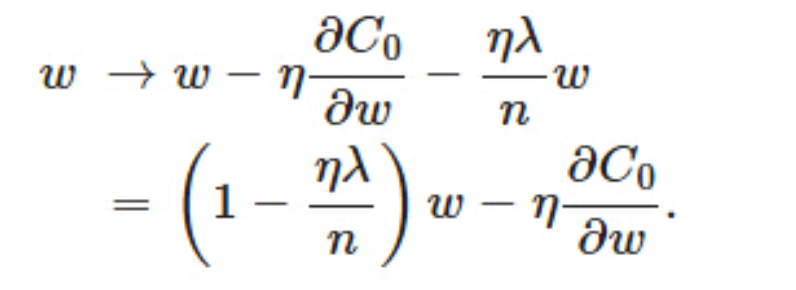 w → w − η ∂C₀/∂w − ηλ/n w
= (1 − ηλ/n) w − η ∂C₀/∂w.